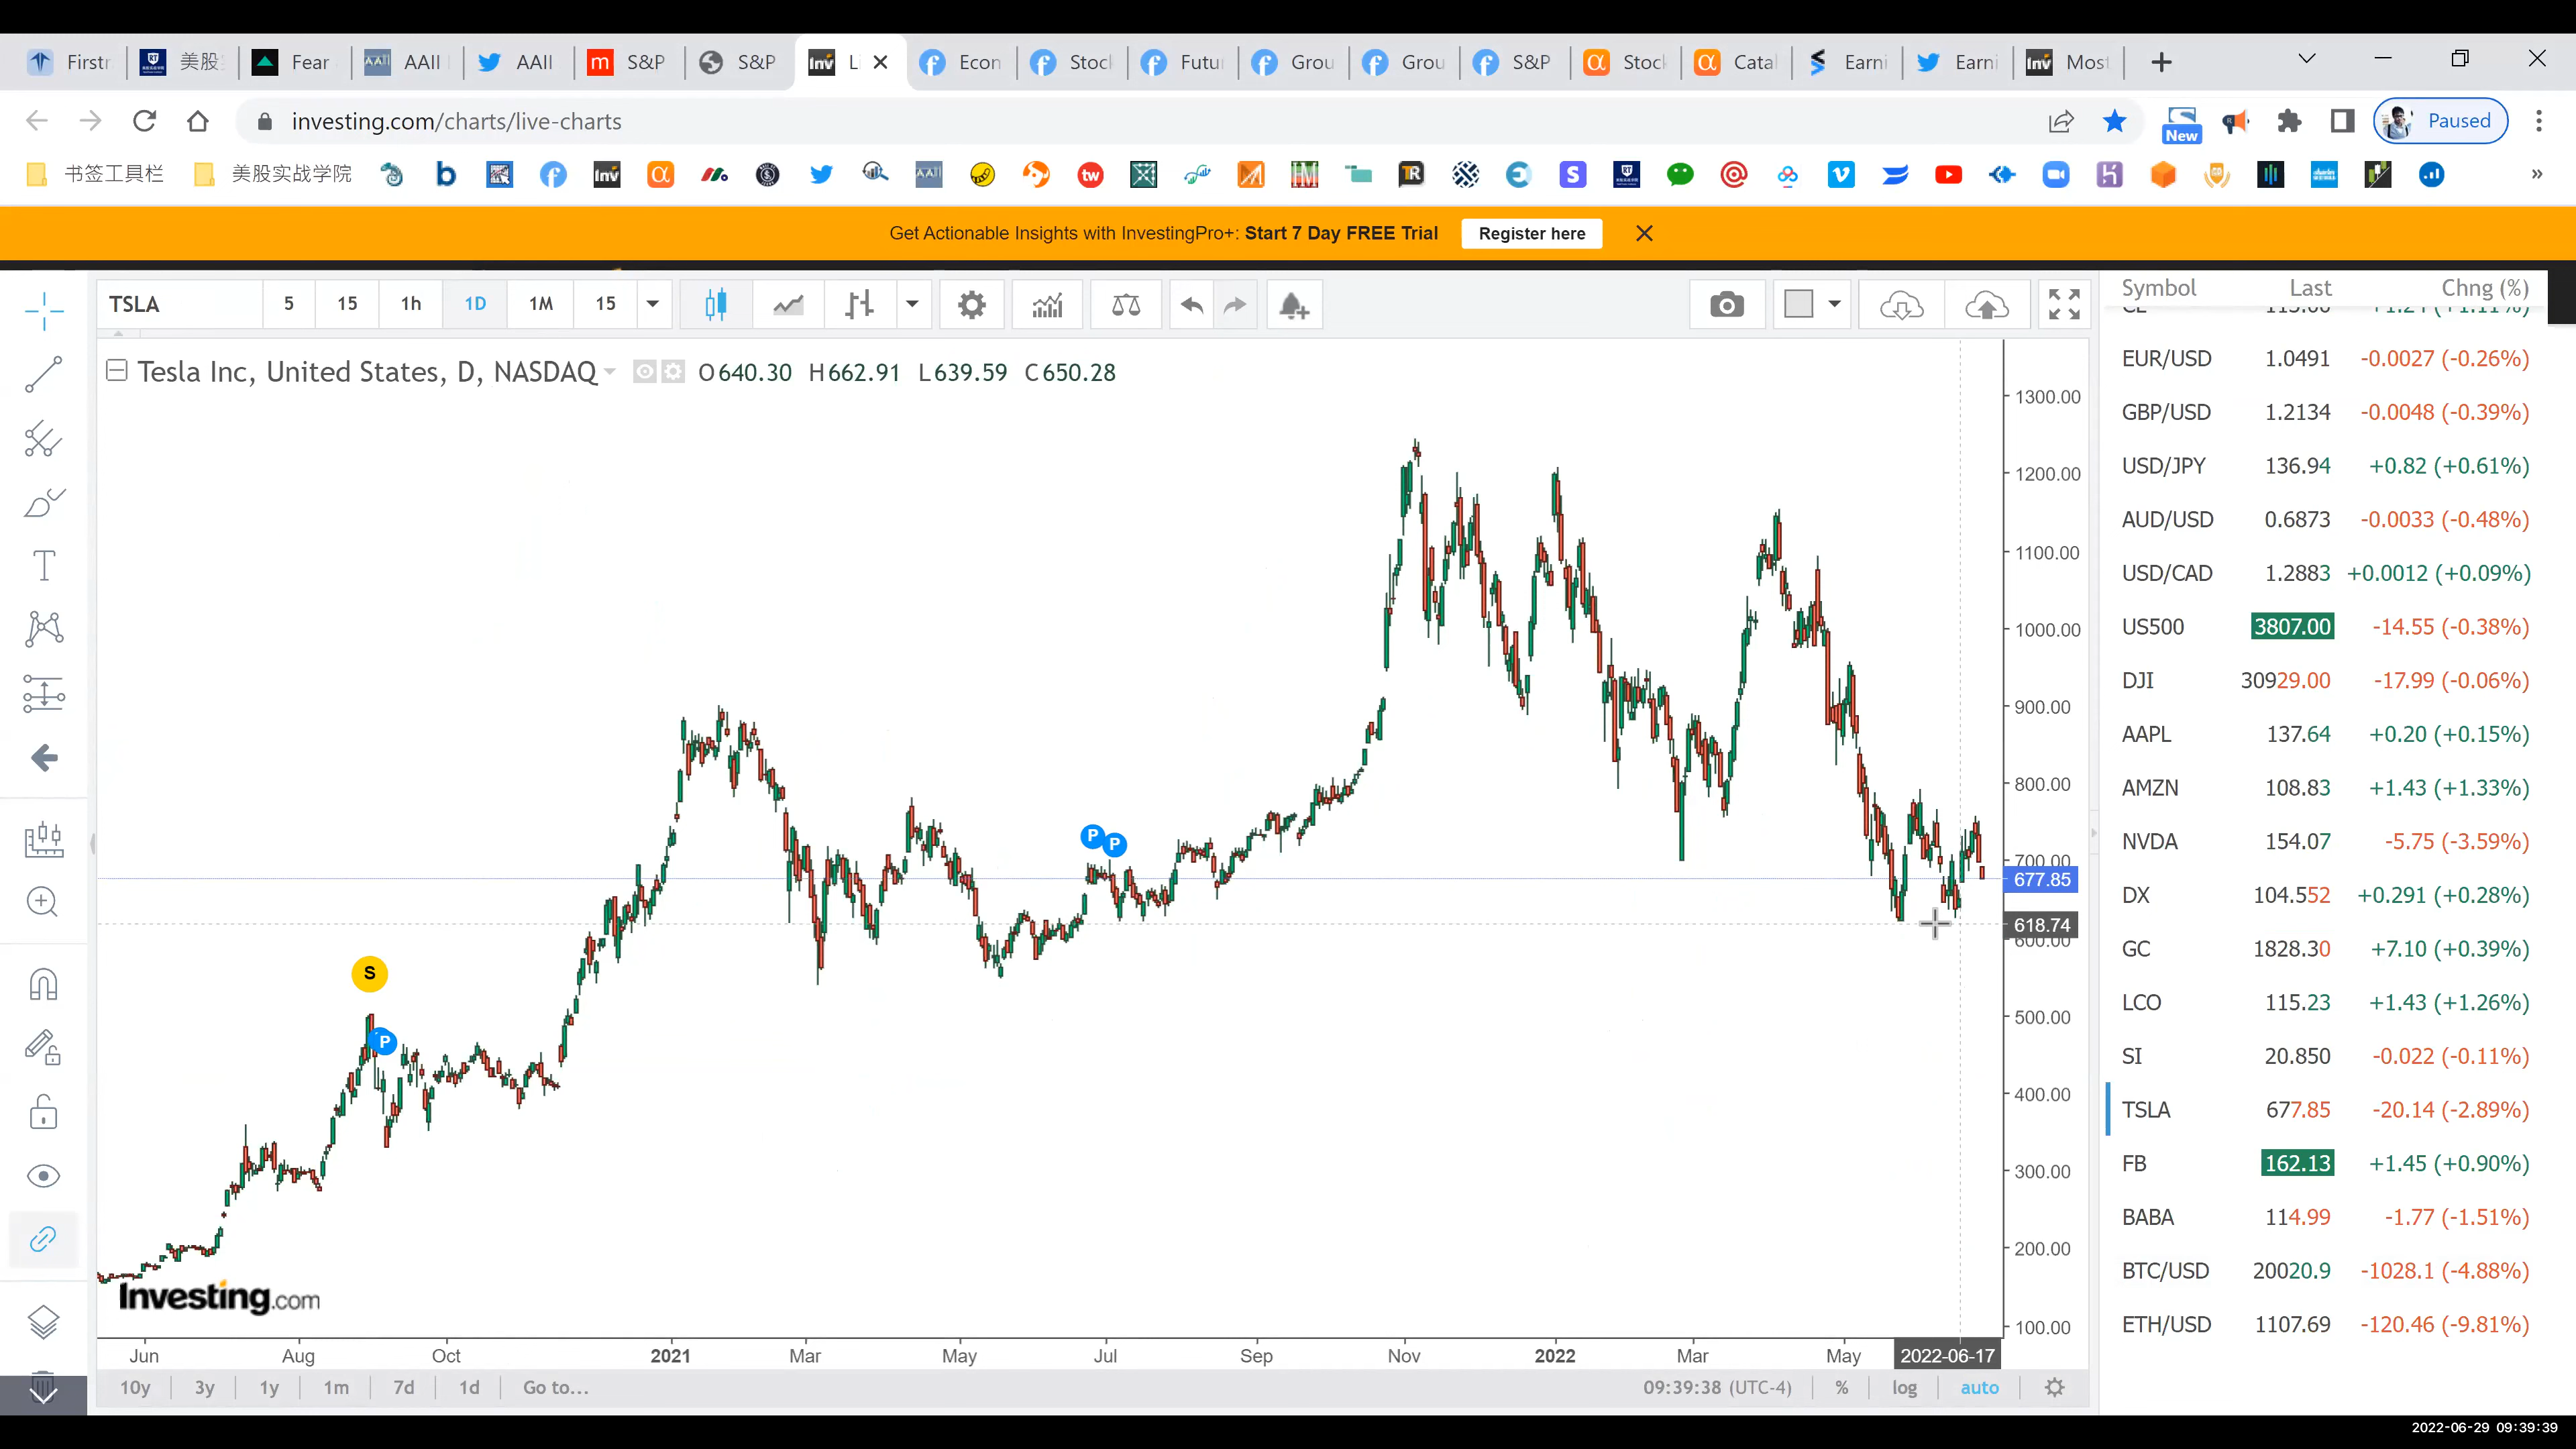 Firstr 美股 Fear AAII AAII S&P S&P Li Econ Stoc Futu Grou Grou S&P Stoc Catal Earni Earni Most
investing.com/charts/live-charts
New Paused
书签工具栏 美股实战学院
Get Actionable Insights with InvestingPro+: Start 7 Day FREE Trial Register here
TSLA 5 15 1h 1D 1M 15
Tesla Inc, United States, D, NASDAQ O640.30 H662.91 L639.59 C650.28
1300.00
1200.00
1100.00
1000.00
900.00
800.00
700.00
677.85
618.74
600.00
500.00
400.00
300.00
200.00
100.00
P P
S
P
Investing.com
Jun Aug Oct 2021 Mar May Jul Sep Nov 2022 Mar May 2022-06-17
10y 3y 1y 1m 7d 1d Go to... 09:39:38 (UTC-4) % log auto
Symbol Last Chng (%)
EUR/USD 1.0491 -0.0027 (-0.26%)
GBP/USD 1.2134 -0.0048 (-0.39%)
USD/JPY 136.94 +0.82 (+0.61%)
AUD/USD 0.6873 -0.0033 (-0.48%)
USD/CAD 1.2883 +0.0012 (+0.09%)
US500 3807.00 -14.55 (-0.38%)
DJI 30929.00 -17.99 (-0.06%)
AAPL 137.64 +0.20 (+0.15%)
AMZN 108.83 +1.43 (+1.33%)
NVDA 154.07 -5.75 (-3.59%)
DX 104.552 +0.291 (+0.28%)
GC 1828.30 +7.10 (+0.39%)
LCO 115.23 +1.43 (+1.26%)
SI 20.850 -0.022 (-0.11%)
TSLA 677.85 -20.14 (-2.89%)
FB 162.13 +1.45 (+0.90%)
BABA 114.99 -1.77 (-1.51%)
BTC/USD 20020.9 -1028.1 (-4.88%)
ETH/USD 1107.69 -120.46 (-9.81%)
2022-06-29 09:39:39